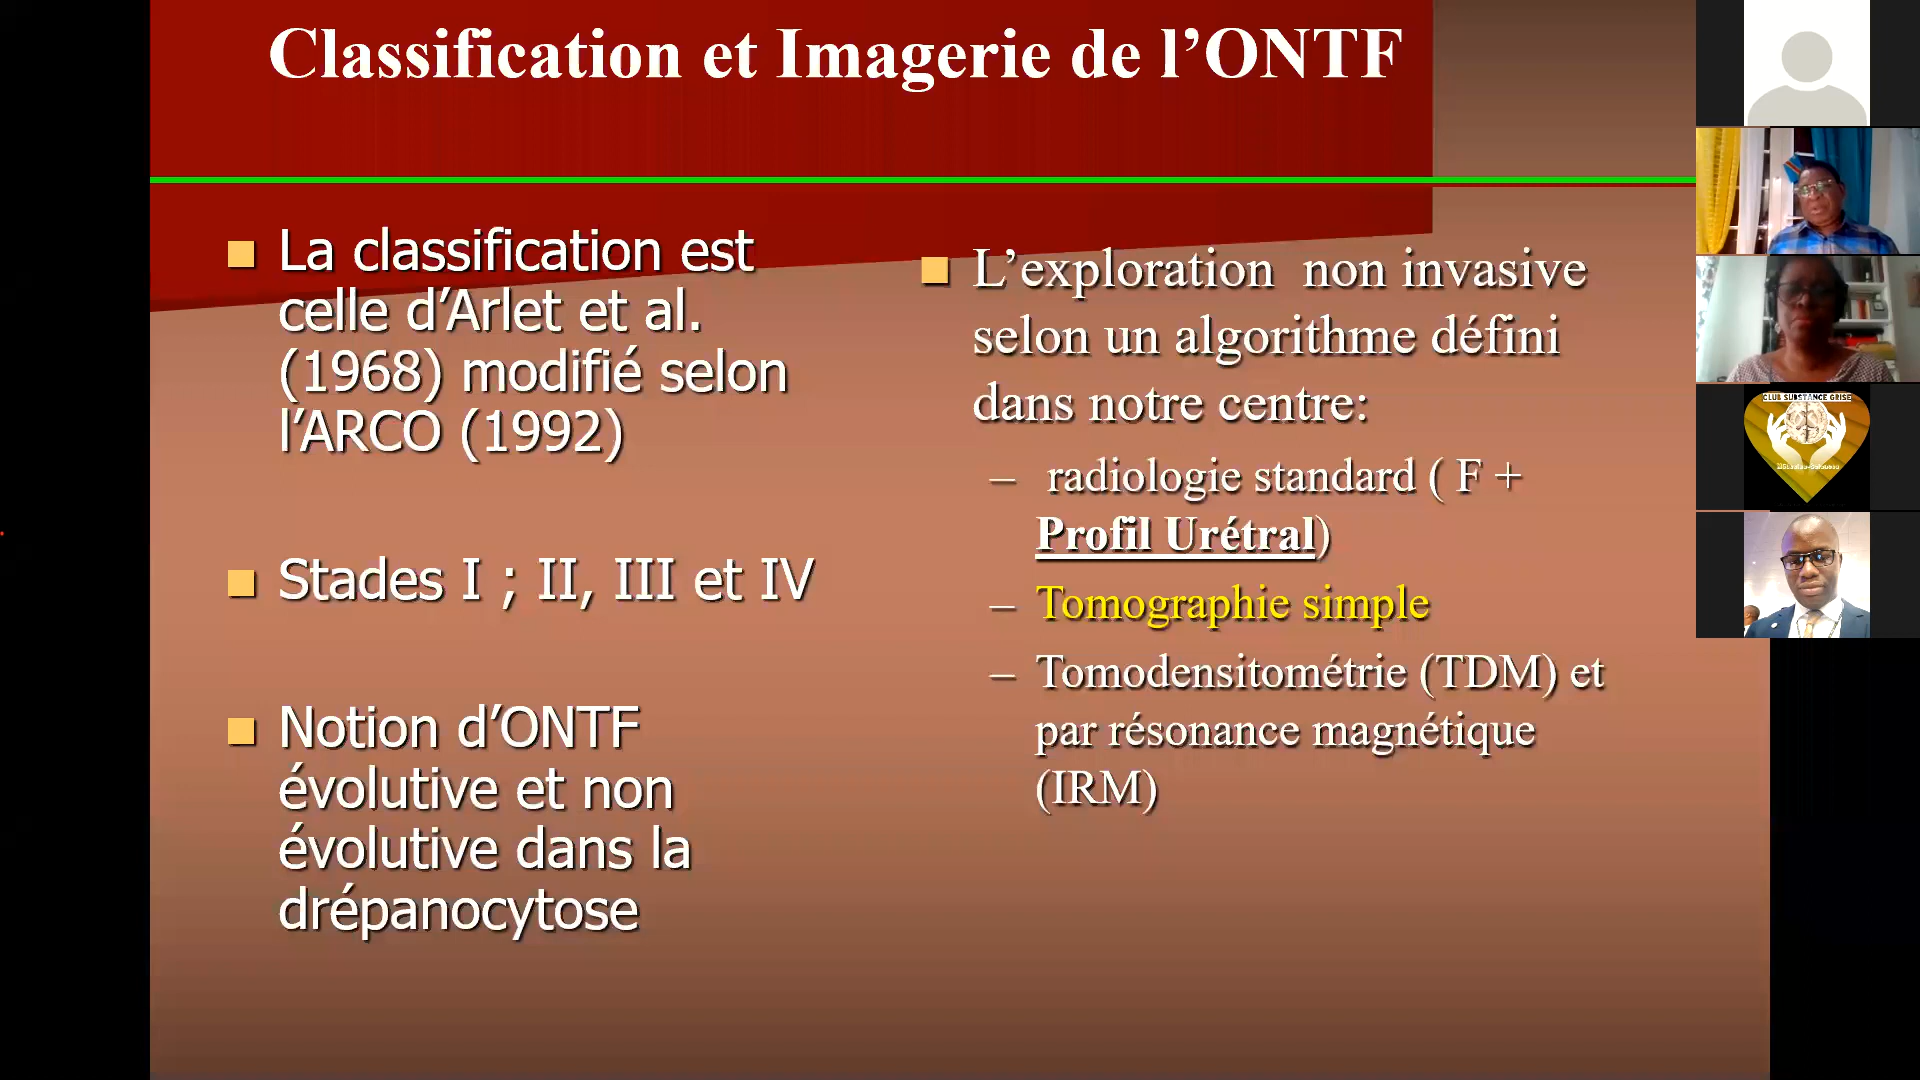 Classification et Imagerie de l’ONTF
La classification est
celle d’Arlet et al.
(1968) modifié selon
l’ARCO (1992)
Stades I ; II, III et IV
Notion d’ONTF
évolutive et non
évolutive dans la
drépanocytose
L’exploration non invasive
selon un algorithme défini
dans notre centre:
– radiologie standard ( F +
Profil Urétral)
– Tomographie simple
– Tomodensitométrie (TDM) et
par résonance magnétique
(IRM)
CLUB SUBSTANCE GRISE